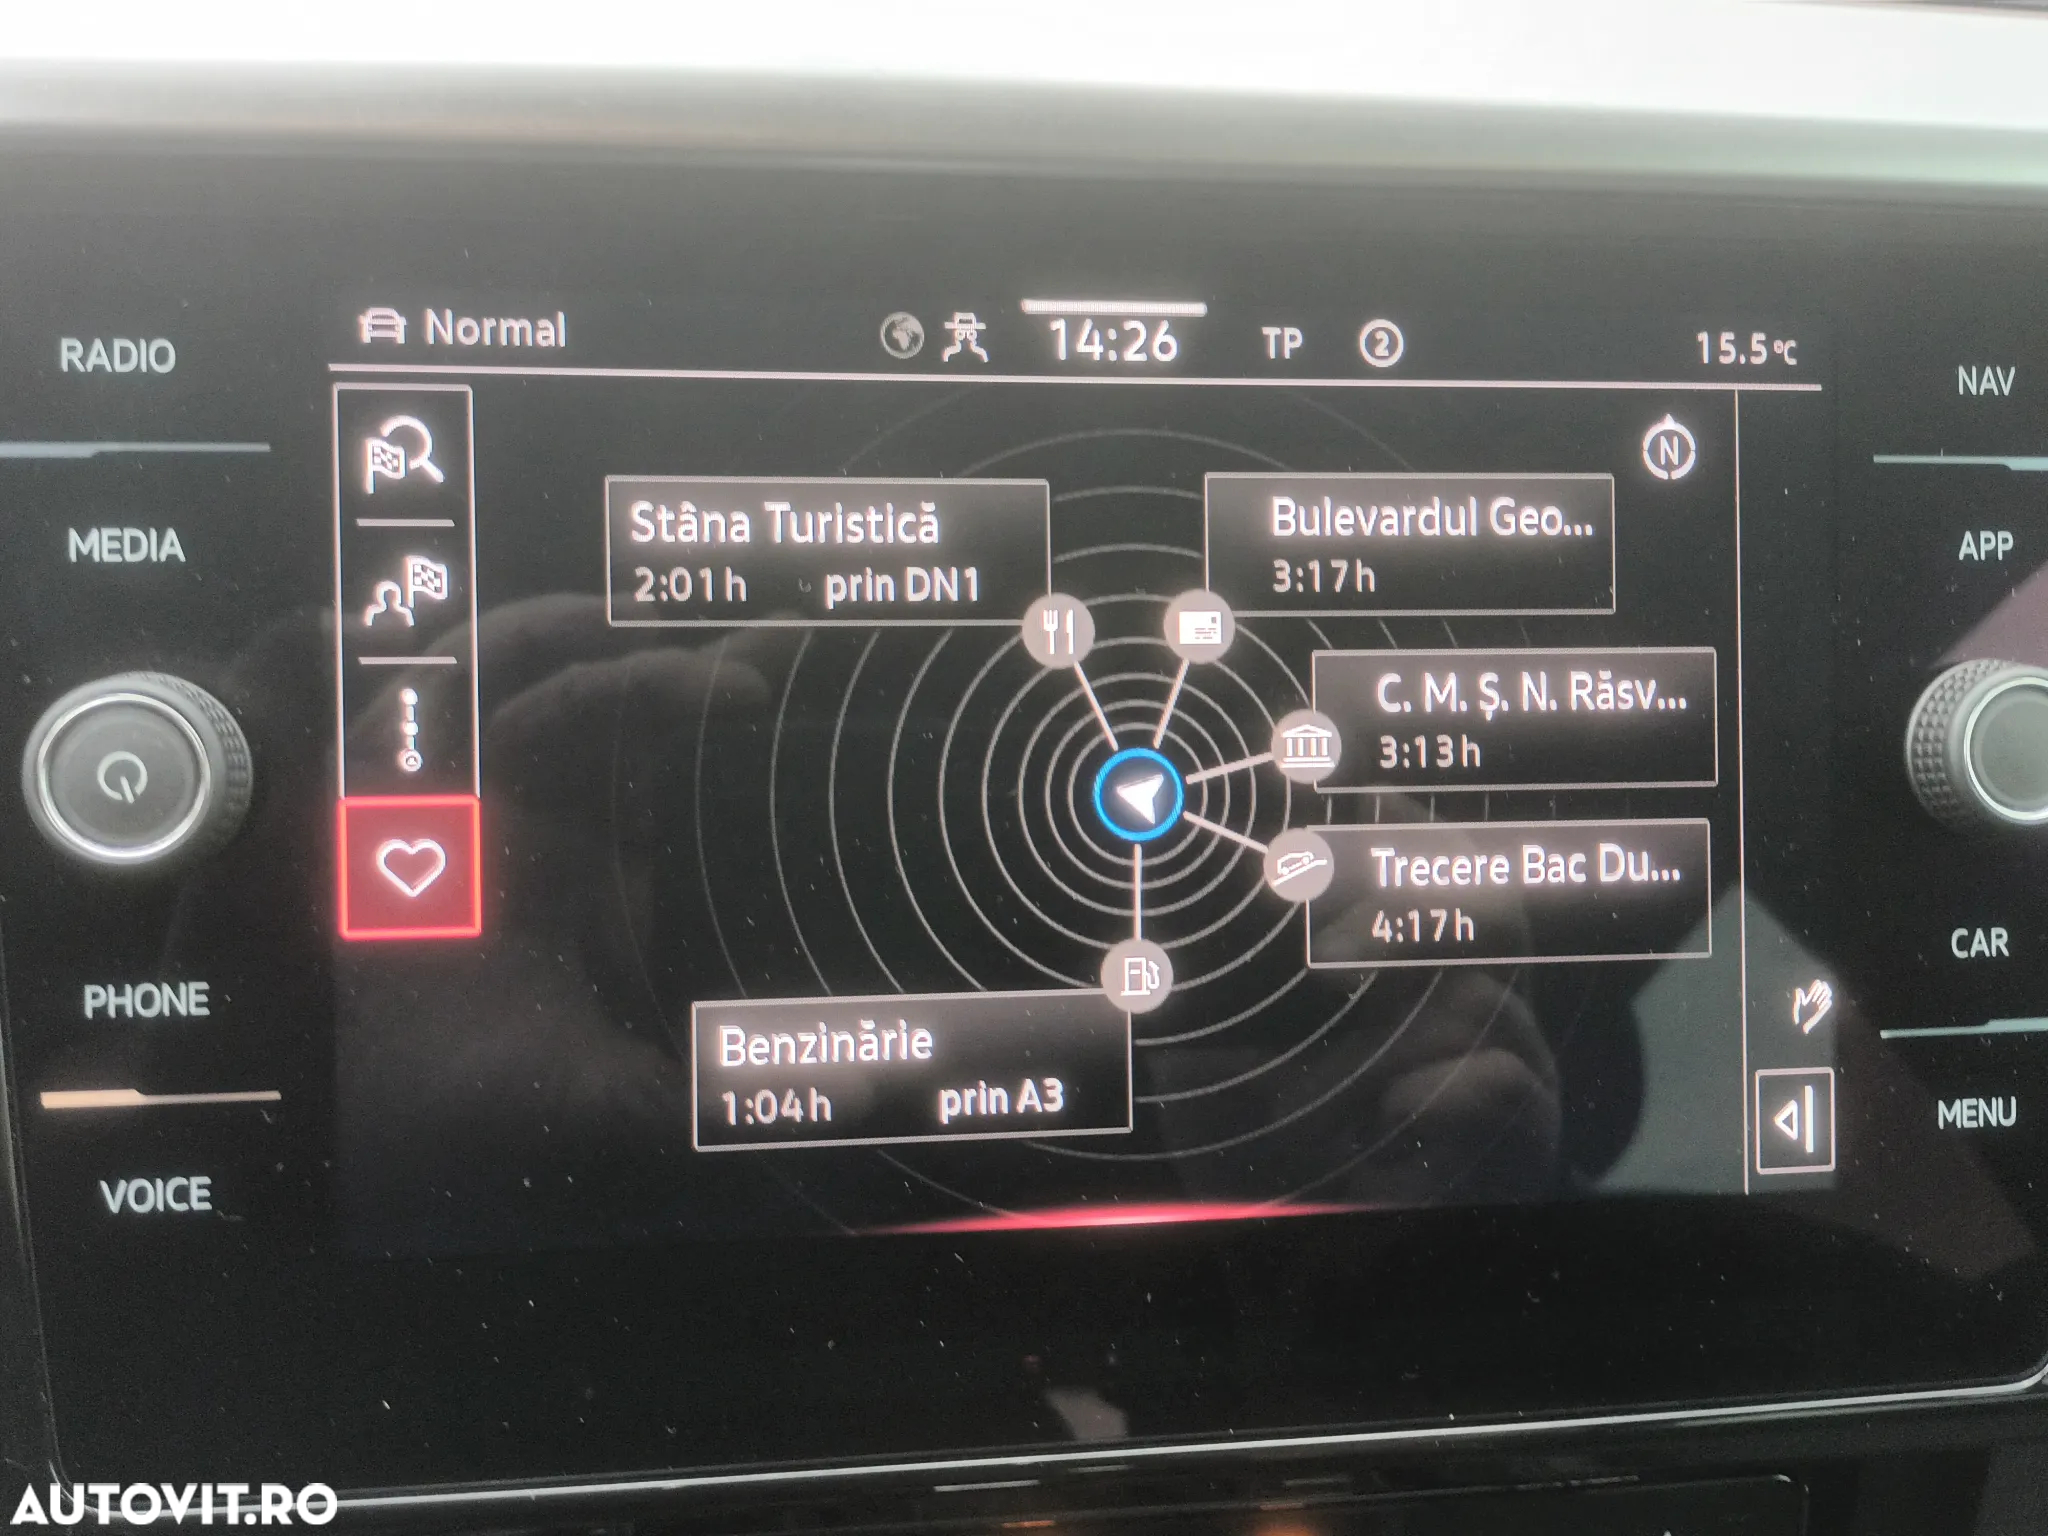 RADIO
MEDIA
PHONE
VOICE
Normal
14:26
TP
2
15.5°C
N
Stâna Turistică
2:01h prin DN1
Bulevardul Geo...
3:17h
C. M. Ș. N. Răsv...
3:13h
Trecere Bac Du...
4:17h
Benzinărie
1:04h prin A3
NAV
APP
CAR
MENU
AUTOVIT.RO